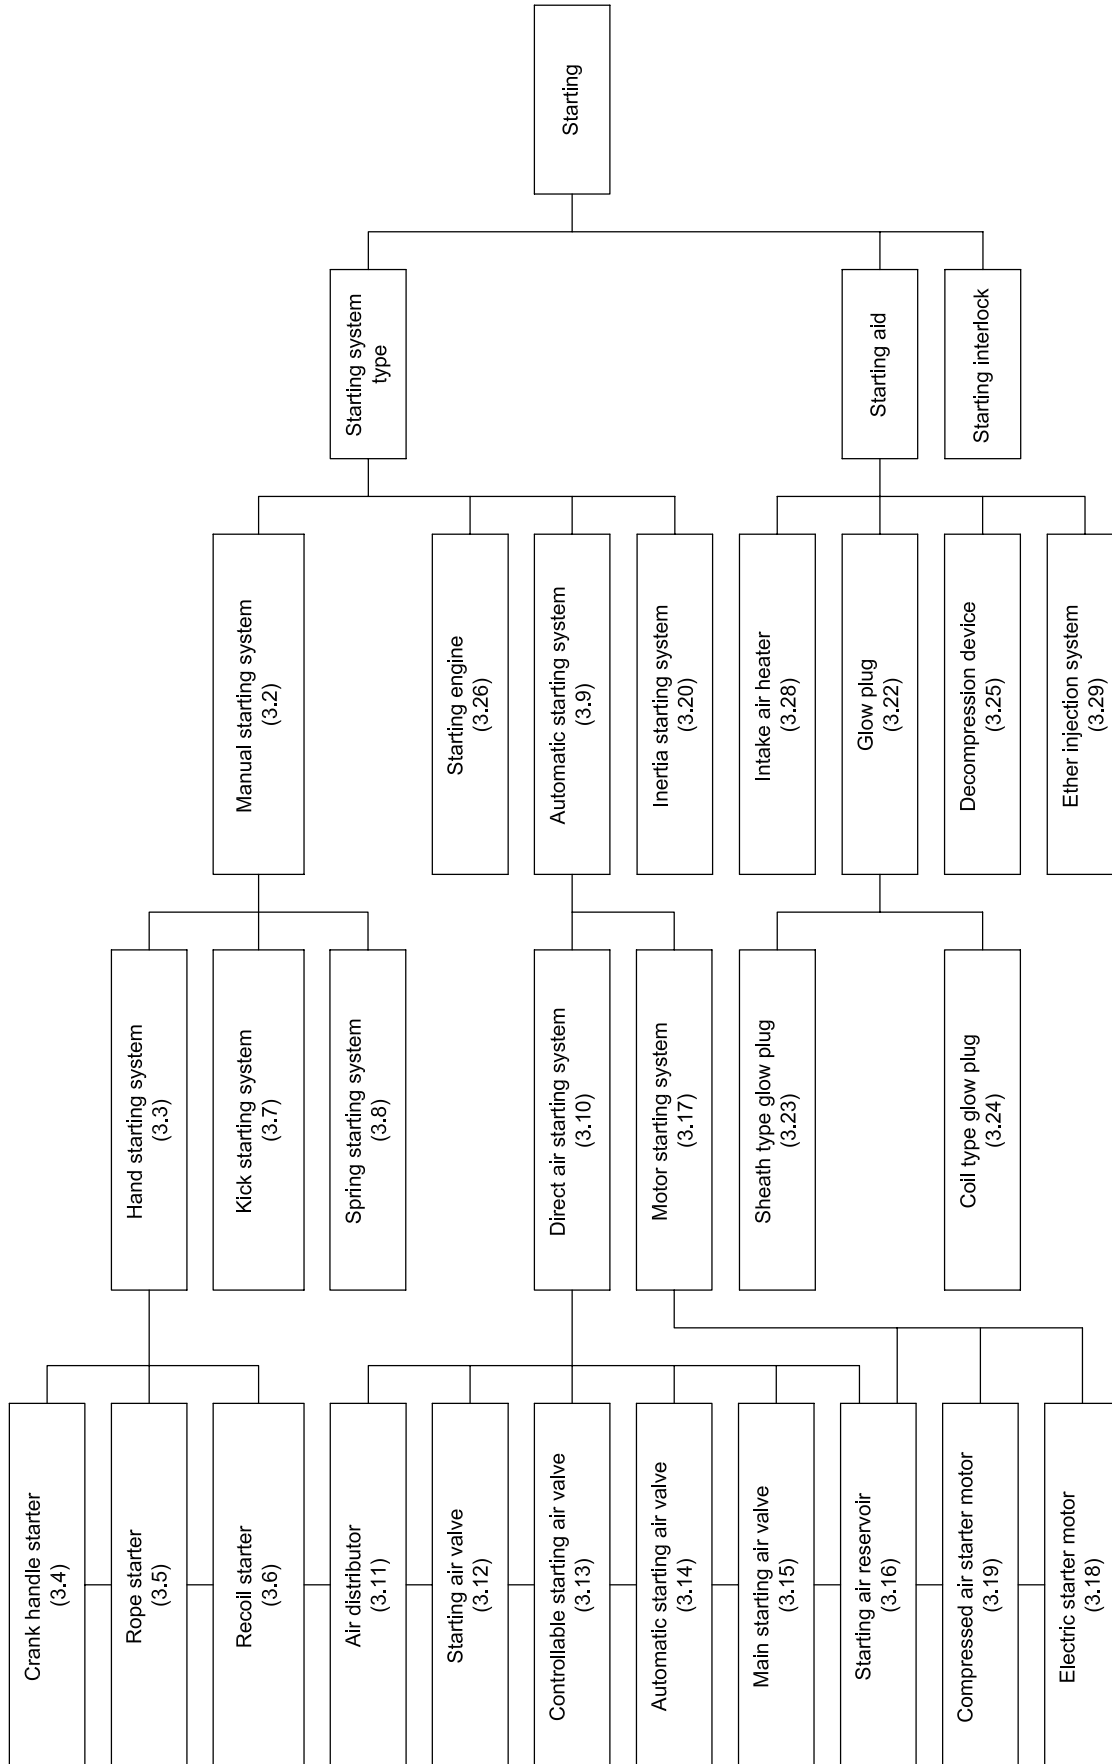 Starting
Starting system
type
Starting aid
Starting interlock
Manual starting system
(3.2)
Starting engine
(3.26)
Automatic starting system
(3.9)
Inertia starting system
(3.20)
Intake air heater
(3.28)
Glow plug
(3.22)
Decompression device
(3.25)
Ether injection system
(3.29)
Hand starting system
(3.3)
Kick starting system
(3.7)
Spring starting system
(3.8)
Direct air starting system
(3.10)
Motor starting system
(3.17)
Sheath type glow plug
(3.23)
Coil type glow plug
(3.24)
Crank handle starter
(3.4)
Rope starter
(3.5)
Recoil starter
(3.6)
Air distributor
(3.11)
Starting air valve
(3.12)
Controllable starting air valve
(3.13)
Automatic starting air valve
(3.14)
Main starting air valve
(3.15)
Starting air reservoir
(3.16)
Compressed air starter motor
(3.19)
Electric starter motor
(3.18)